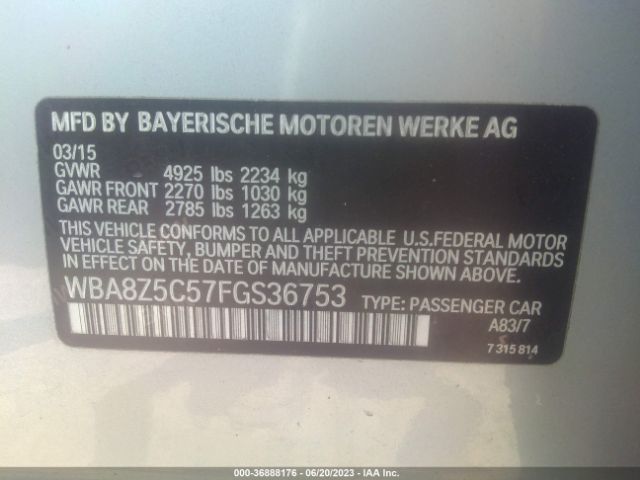 MFD BY BAYERISCHE MOTOREN WERKE AG
03/15
GVWR 4925 lbs 2234 kg
GAWR FRONT 2270 lbs 1030 kg
GAWR REAR 2785 lbs 1263 kg
THIS VEHICLE CONFORMS TO ALL APPLICABLE U.S.FEDERAL MOTOR
VEHICLE SAFETY, BUMPER AND THEFT PREVENTION STANDARDS
IN EFFECT ON THE DATE OF MANUFACTURE SHOWN ABOVE.
WBA8Z5C57FGS36753 TYPE: PASSENGER CAR
A83/7
7 315 814
000-36888176 | 06/20/2023 | IAA Inc.